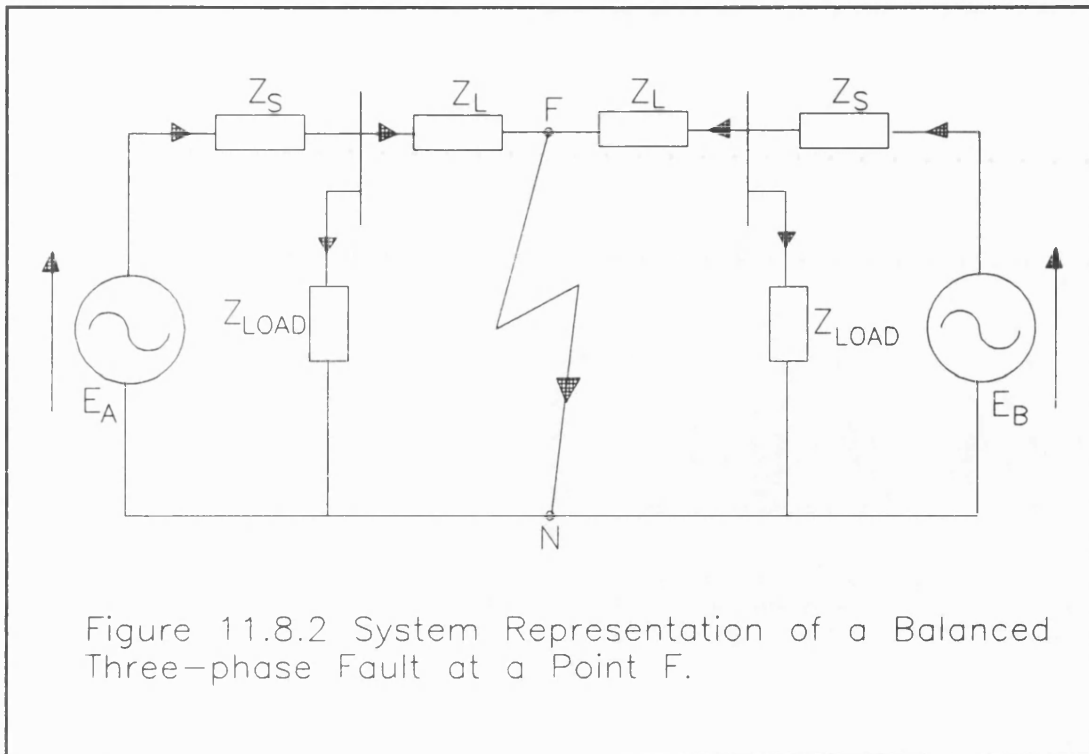 Z_S
Z_L
F
Z_L
Z_S
Z_LOAD
Z_LOAD
E_A
E_B
N
Figure 11.8.2 System Representation of a Balanced
Three-phase Fault at a Point F.